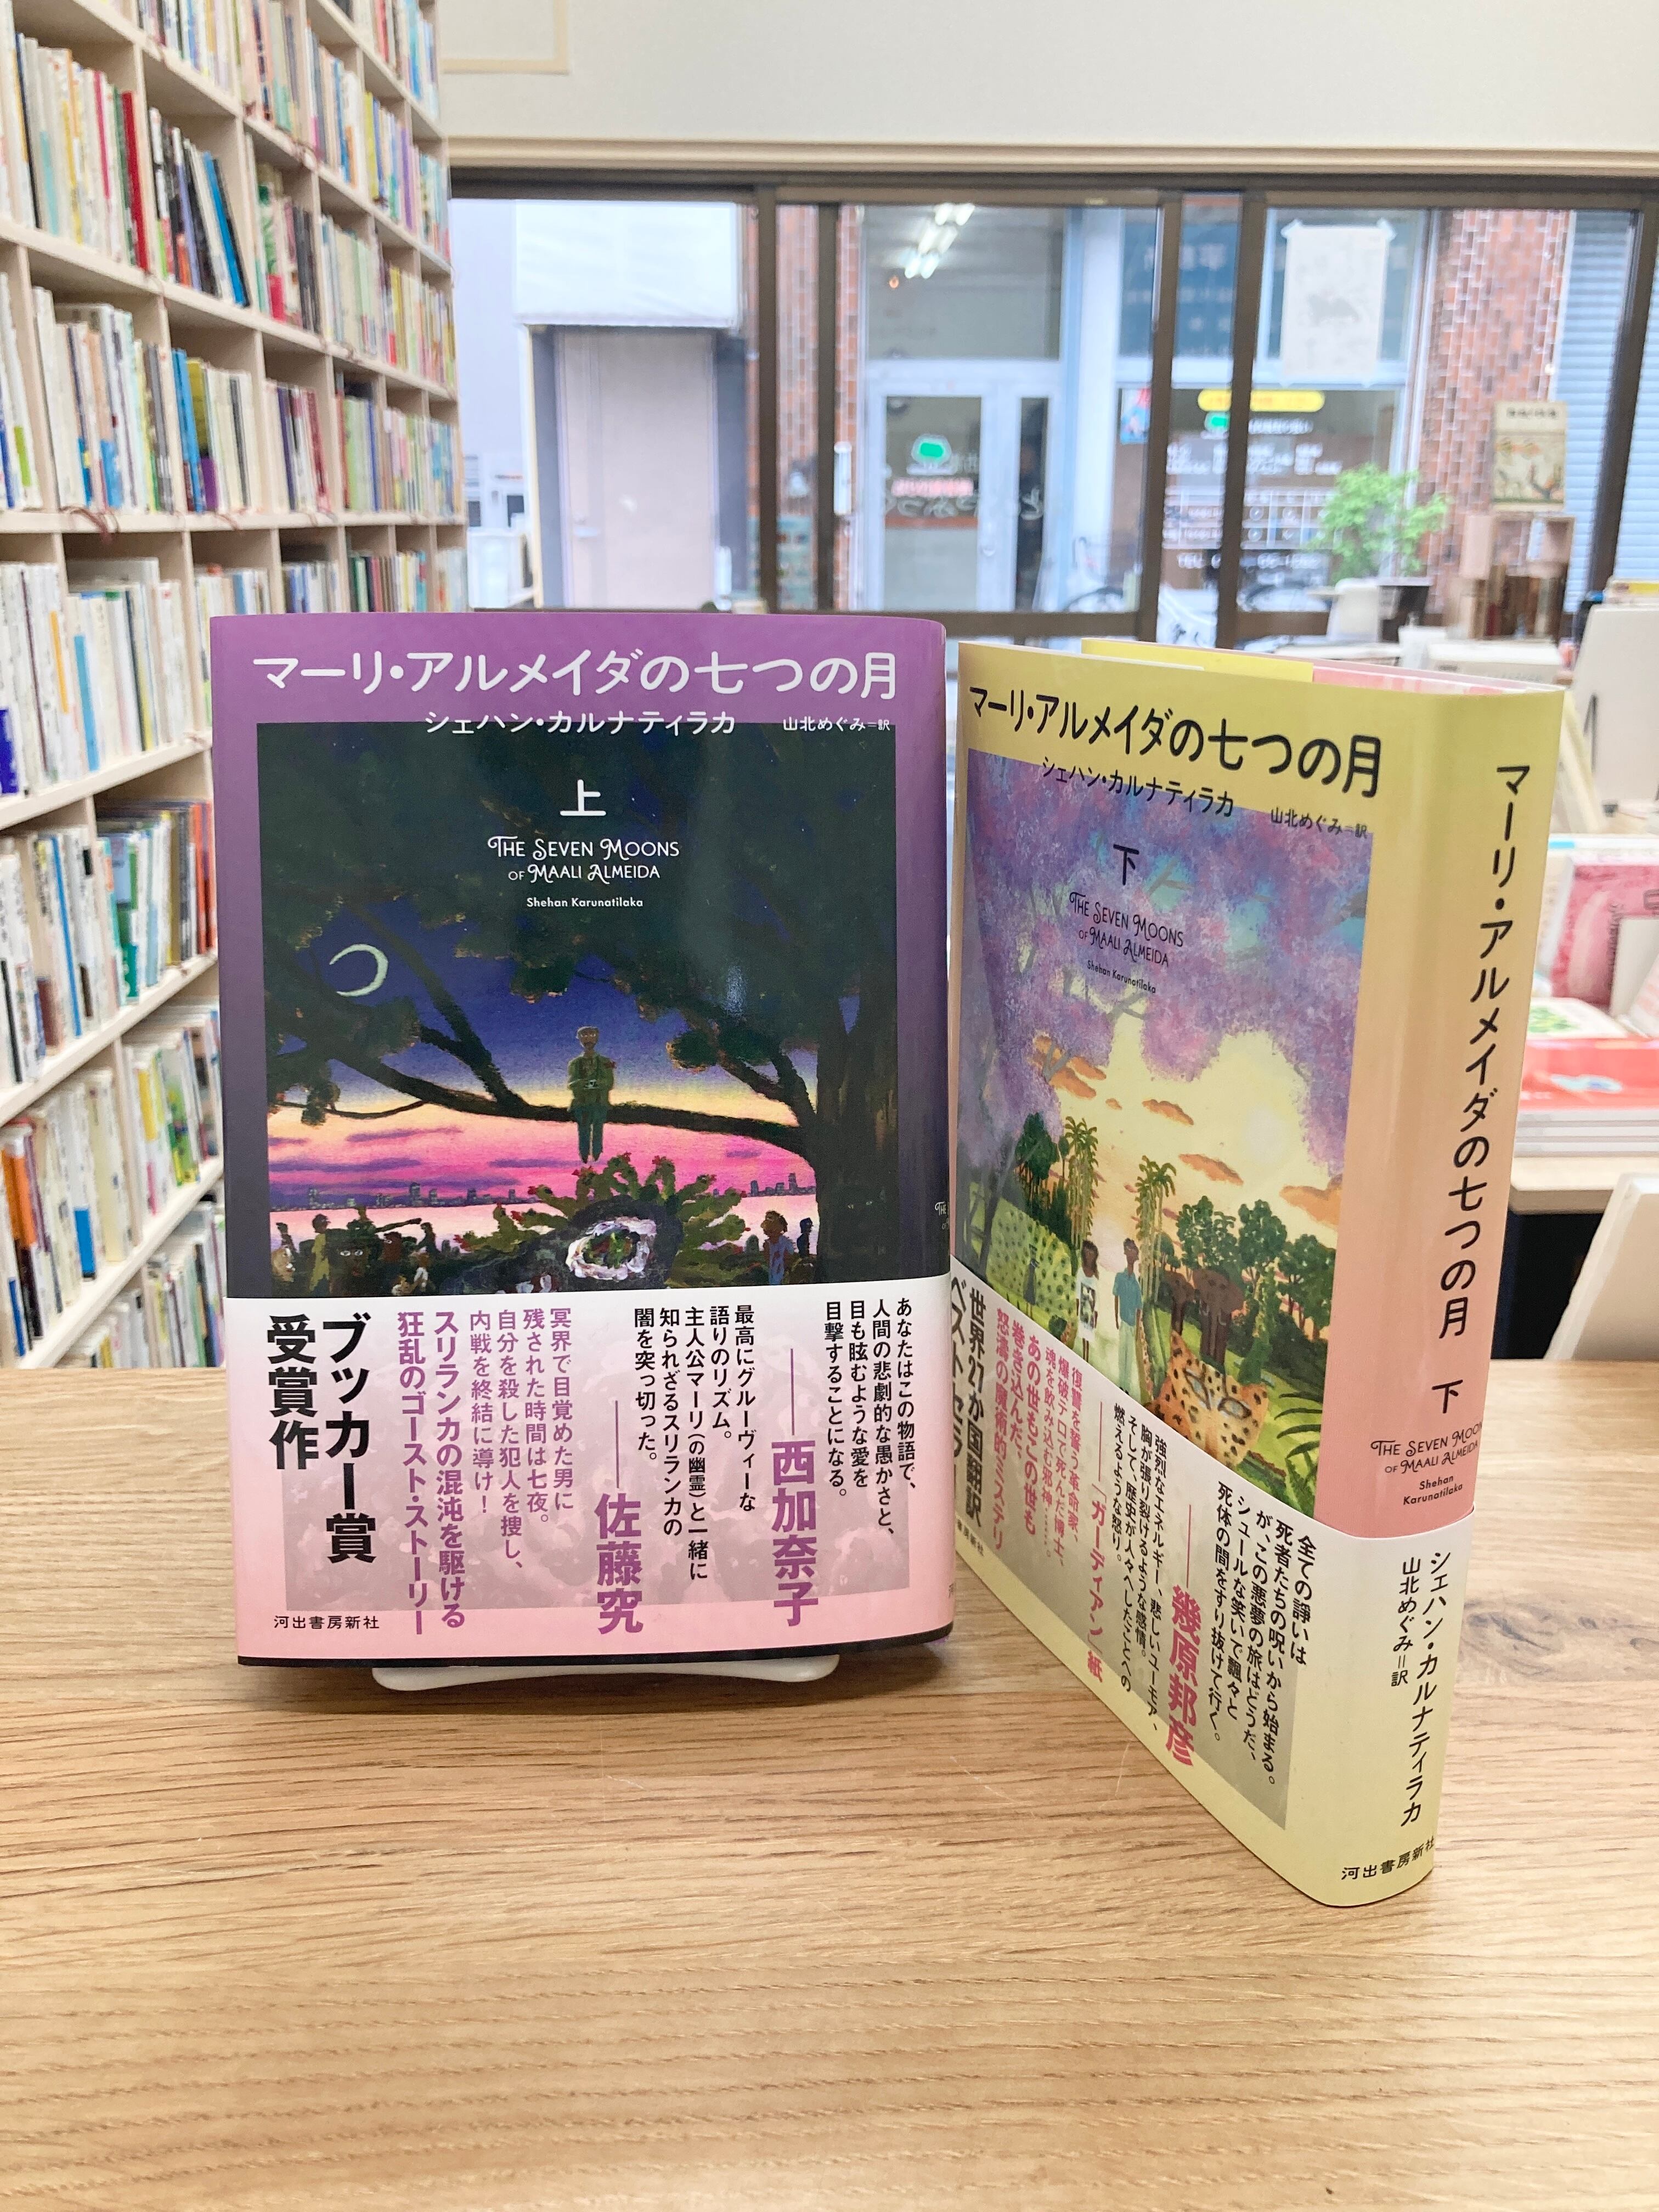 マーリ・アルメイダの七つの月
シェハン・カルナティラカ
山北めぐみ=訳
上
THE SEVEN MOONS
OF MAALI ALMEIDA
Shehan Karunatilaka
あなたはこの物語で、
人間の悲劇的な愚かさと、
目も眩むような愛を
目撃することになる。
──西加奈子
最高にグルーヴィーな
語りのリズム。
主人公マーリ(の幽霊)と一緒に
知られざるスリランカの
闇を突っ切った。
──佐藤究
冥界で目覚めた男に
残された時間は七夜。
自分を殺した犯人を捜し、
内戦を終結に導け!
スリランカの混沌を駆ける
狂乱のゴースト・ストーリー
ブッカー賞
受賞作
河出書房新社
マーリ・アルメイダの七つの月
シェハン・カルナティラカ
山北めぐみ=訳
下
THE SEVEN MOONS
OF MAALI ALMEIDA
Shehan Karunatilaka
全ての諍いは
死者たちの呪いから始まる。
が、この悪夢の旅はどうだ、
シュールな笑いで飄々と
死体の間をすり抜けて行く。
──幾原邦彦
強烈なエネルギー、悲しいユーモア、
胸が張り裂けるような感情。
そして、歴史が人々へしたことへの
燃えるような怒り。
──「ガーディアン」紙
復讐を誓う革命家、
爆破テロで死んだ博士、
魂を飲み込む邪神……。
あの世もこの世も
巻き込んだ、
怒濤の魔術的ミステリ
世界27か国翻訳
ベストセラ
書房新社
マーリ・アルメイダの七つの月 下
THE SEVEN MOON
OF MAALI ALMEIDA
Shehan
Karunatilaka
シェハン・カルナティラカ
山北めぐみ=訳
河出書房新社